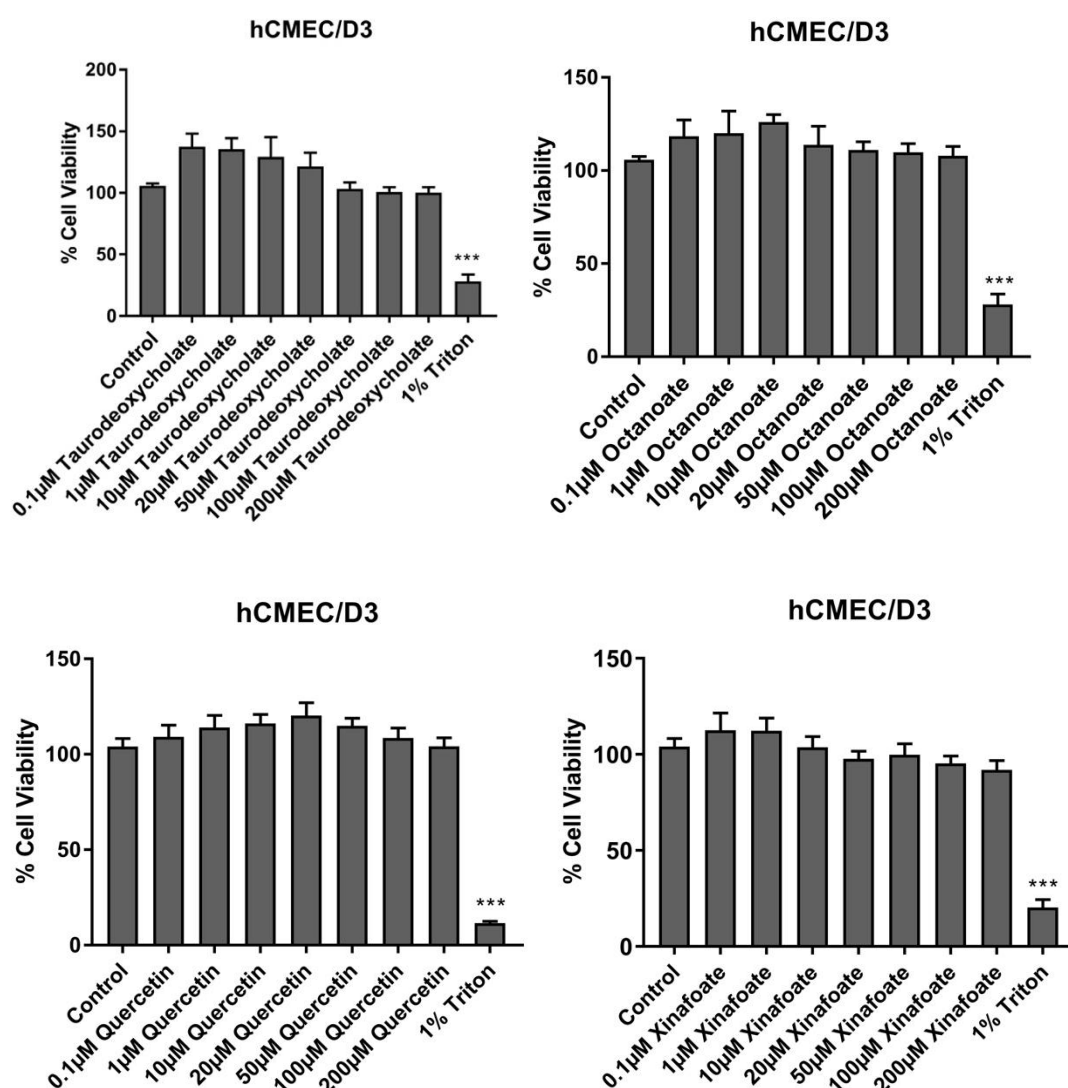 hCMEC/D3
% Cell Viability
200
150
100
50
0
***
Control
0.1µM Taurodeoxycholate
1µM Taurodeoxycholate
10µM Taurodeoxycholate
20µM Taurodeoxycholate
50µM Taurodeoxycholate
100µM Taurodeoxycholate
200µM Taurodeoxycholate
1% Triton
hCMEC/D3
% Cell Viability
150
100
50
0
***
Control
0.1µM Octanoate
1µM Octanoate
10µM Octanoate
20µM Octanoate
50µM Octanoate
100µM Octanoate
200µM Octanoate
1% Triton
hCMEC/D3
% Cell Viability
150
100
50
0
***
Control
0.1µM Quercetin
1µM Quercetin
10µM Quercetin
20µM Quercetin
50µM Quercetin
100µM Quercetin
200µM Quercetin
1% Triton
hCMEC/D3
% Cell Viability
150
100
50
0
***
Control
0.1µM Xinafoate
1µM Xinafoate
10µM Xinafoate
20µM Xinafoate
50µM Xinafoate
100µM Xinafoate
200µM Xinafoate
1% Triton